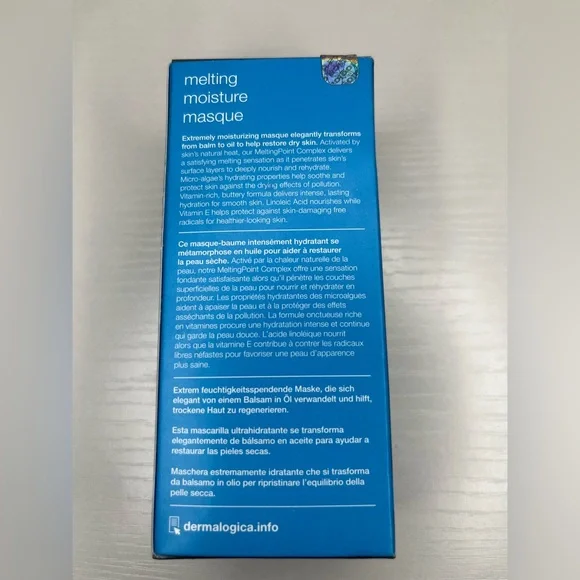 melting
moisture
masque
Extremely moisturizing masque elegantly transforms
from balm to oil to help restore dry skin. Activated by
skin's natural heat, our MeltingPoint Complex delivers
a satisfying melting sensation as it penetrates skin's
surface layers to deeply nourish and rehydrate.
Micro-algae's hydrating properties help soothe and
protect skin against the drying effects of pollution.
Vitamin-rich, buttery formula delivers intense, lasting
hydration for smooth skin, Linoleic Acid nourishes while
Vitamin E helps protect against skin-damaging free
radicals for healthier-looking skin.
Ce masque-baume intensément hydratant se
métamorphose en huile pour aider à restaurer
la peau sèche. Activé par la chaleur naturelle de la
peau, notre MeltingPoint Complex offre une sensation
fondante satisfaisante alors qu'il pénètre les couches
superficielles de la peau pour nourrir et réhydrater en
profondeur. Les propriétés hydratantes des microalgues
aident à apaiser la peau et à la protéger des effets
asséchants de la pollution. La formule onctueuse riche
en vitamines procure une hydratation intense et continue
qui garde la peau douce. L'acide linoléique nourrit
alors que la vitamine E contribue à contrer les radicaux
libres néfastes pour favoriser une peau d'apparence
plus saine.
Extrem feuchtigkeitsspendende Maske, die sich
elegant von einem Balsam in Öl verwandelt und hilft,
trockene Haut zu regenerieren.
Esta mascarilla ultrahidratante se transforma
elegantemente de bálsamo en aceite para ayudar a
restaurar las pieles secas.
Maschera estremamente idratante che si trasforma
da balsamo in olio per ripristinare l'equilibrio della
pelle secca.
dermalogica.info